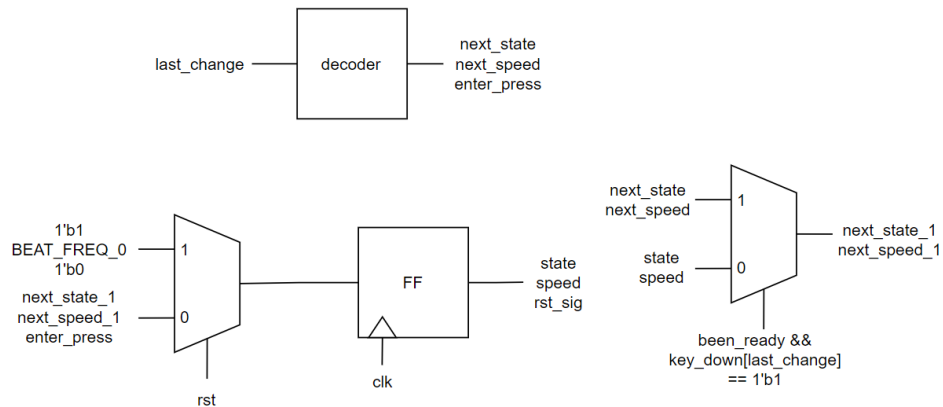 last_change
decoder
next_state
next_speed
enter_press
1'b1
BEAT_FREQ_0
1'b0
next_state_1
next_speed_1
enter_press
1
0
rst
FF
clk
state
speed
rst_sig
next_state
next_speed
state
speed
1
0
next_state_1
next_speed_1
been_ready &&
key_down[last_change]
== 1'b1